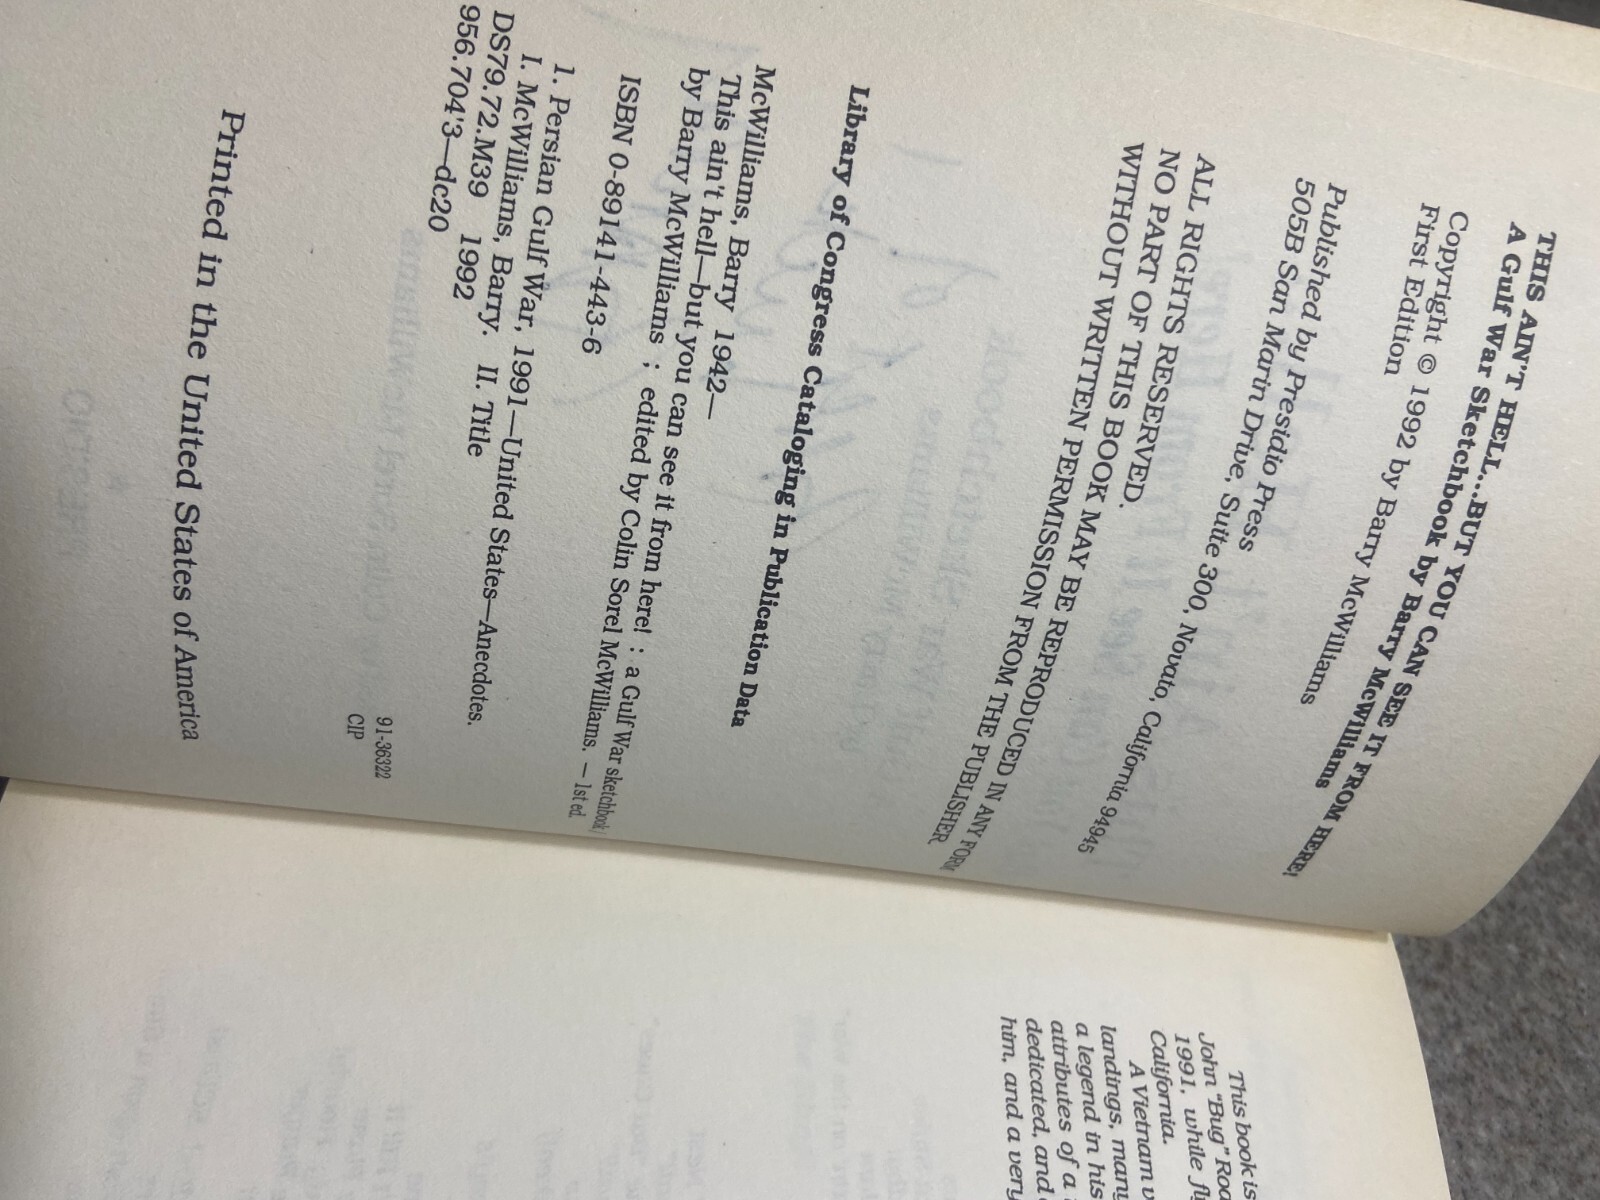 THIS AIN'T HELL...BUT YOU CAN SEE IT FROM HERE!
A Gulf War Sketchbook by Barry McWilliams
Copyright © 1992 by Barry McWilliams
First Edition
Published by Presidio Press
505B San Marin Drive, Suite 300, Novato, California 94945
ALL RIGHTS RESERVED.
NO PART OF THIS BOOK MAY BE REPRODUCED IN ANY FORM
WITHOUT WRITTEN PERMISSION FROM THE PUBLISHER.
Library of Congress Cataloging in Publication Data
McWilliams, Barry 1942—
This ain't hell—but you can see it from here! : a Gulf War sketchbook /
by Barry McWilliams ; edited by Colin Sorel McWilliams. — 1st ed.
ISBN 0-89141-443-6
1. Persian Gulf War, 1991—United States—Anecdotes.
I. McWilliams, Barry. II. Title
DS79.72.M39 1992
956.704'3—dc20
91-36322
CIP
Printed in the United States of America
This book is
John "Bug" Roa
1991, while fly
California.
A Vietnam v
landings, many
a legend in his
attributes of a
dedicated, and
him, and a very